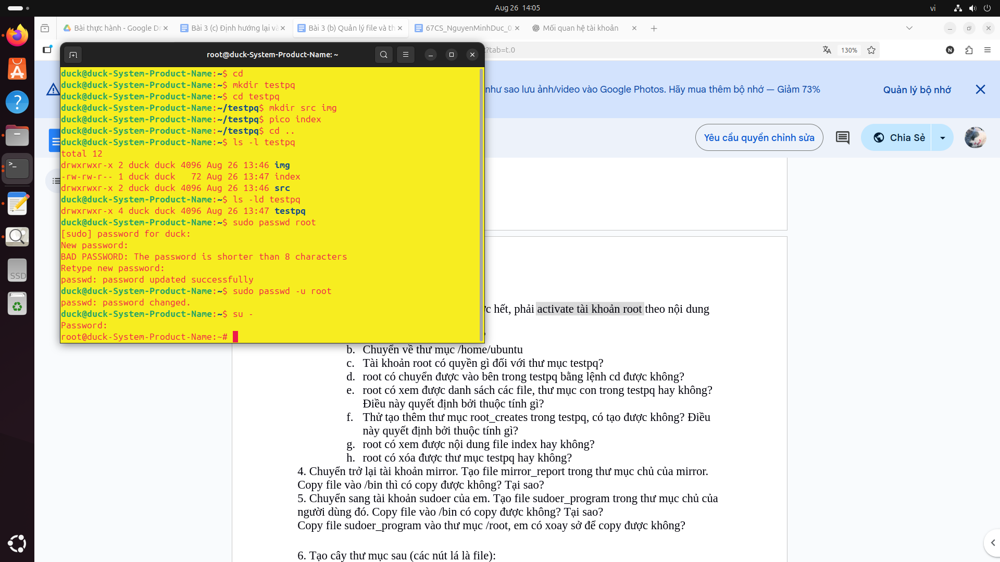 Aug 26 14:05
vi
Bài thực hành - Google Dr
Bài 3 (c) Định hướng lại và
Bài 3 (b) Quản lý file và th
67CS_NguyenMinhDuc_0
Mối quan hệ tài khoản
?tab=t.0
130%
N
root@duck-System-Product-Name: ~
như sao lưu ảnh/video vào Google Photos. Hãy mua thêm bộ nhớ — Giảm 73%
Quản lý bộ nhớ
Yêu cầu quyền chỉnh sửa
Chia Sẻ
duck@duck-System-Product-Name:~$ cd
duck@duck-System-Product-Name:~$ mkdir testpq
duck@duck-System-Product-Name:~$ cd testpq
duck@duck-System-Product-Name:~/testpq$ mkdir src img
duck@duck-System-Product-Name:~/testpq$ pico index
duck@duck-System-Product-Name:~/testpq$ cd ..
duck@duck-System-Product-Name:~$ ls -l testpq
total 12
drwxrwxr-x 2 duck duck 4096 Aug 26 13:46 img
-rw-rw-r-- 1 duck duck   72 Aug 26 13:47 index
drwxrwxr-x 2 duck duck 4096 Aug 26 13:46 src
duck@duck-System-Product-Name:~$ ls -ld testpq
drwxrwxr-x 4 duck duck 4096 Aug 26 13:47 testpq
duck@duck-System-Product-Name:~$ sudo passwd root
[sudo] password for duck:
New password:
BAD PASSWORD: The password is shorter than 8 characters
Retype new password:
passwd: password updated successfully
duck@duck-System-Product-Name:~$ sudo passwd -u root
passwd: password changed.
duck@duck-System-Product-Name:~$ su -
Password:
root@duck-System-Product-Name:~#
SSD
hết, phải activate tài khoản root theo nội dung
b. Chuyển về thư mục /home/ubuntu
c. Tài khoản root có quyền gì đối với thư mục testpq?
d. root có chuyển được vào bên trong testpq bằng lệnh cd được không?
e. root có xem được danh sách các file, thư mục con trong testpq hay không?
Điều này quyết định bởi thuộc tính gì?
f. Thử tạo thêm thư mục root_creates trong testpq, có tạo được không? Điều
này quyết định bởi thuộc tính gì?
g. root có xem được nội dung file index hay không?
h. root có xóa được thư mục testpq hay không?
4. Chuyển trở lại tài khoản mirror. Tạo file mirror_report trong thư mục chủ của mirror.
Copy file vào /bin thì có copy được không? Tại sao?
5. Chuyển sang tài khoản sudoer của em. Tạo file sudoer_program trong thư mục chủ của
người dùng đó. Copy file vào /bin có copy được không? Tại sao?
Copy file sudoer_program vào thư mục /root, em có xoay sở để copy được không?
6. Tạo cây thư mục sau (các nút lá là file):